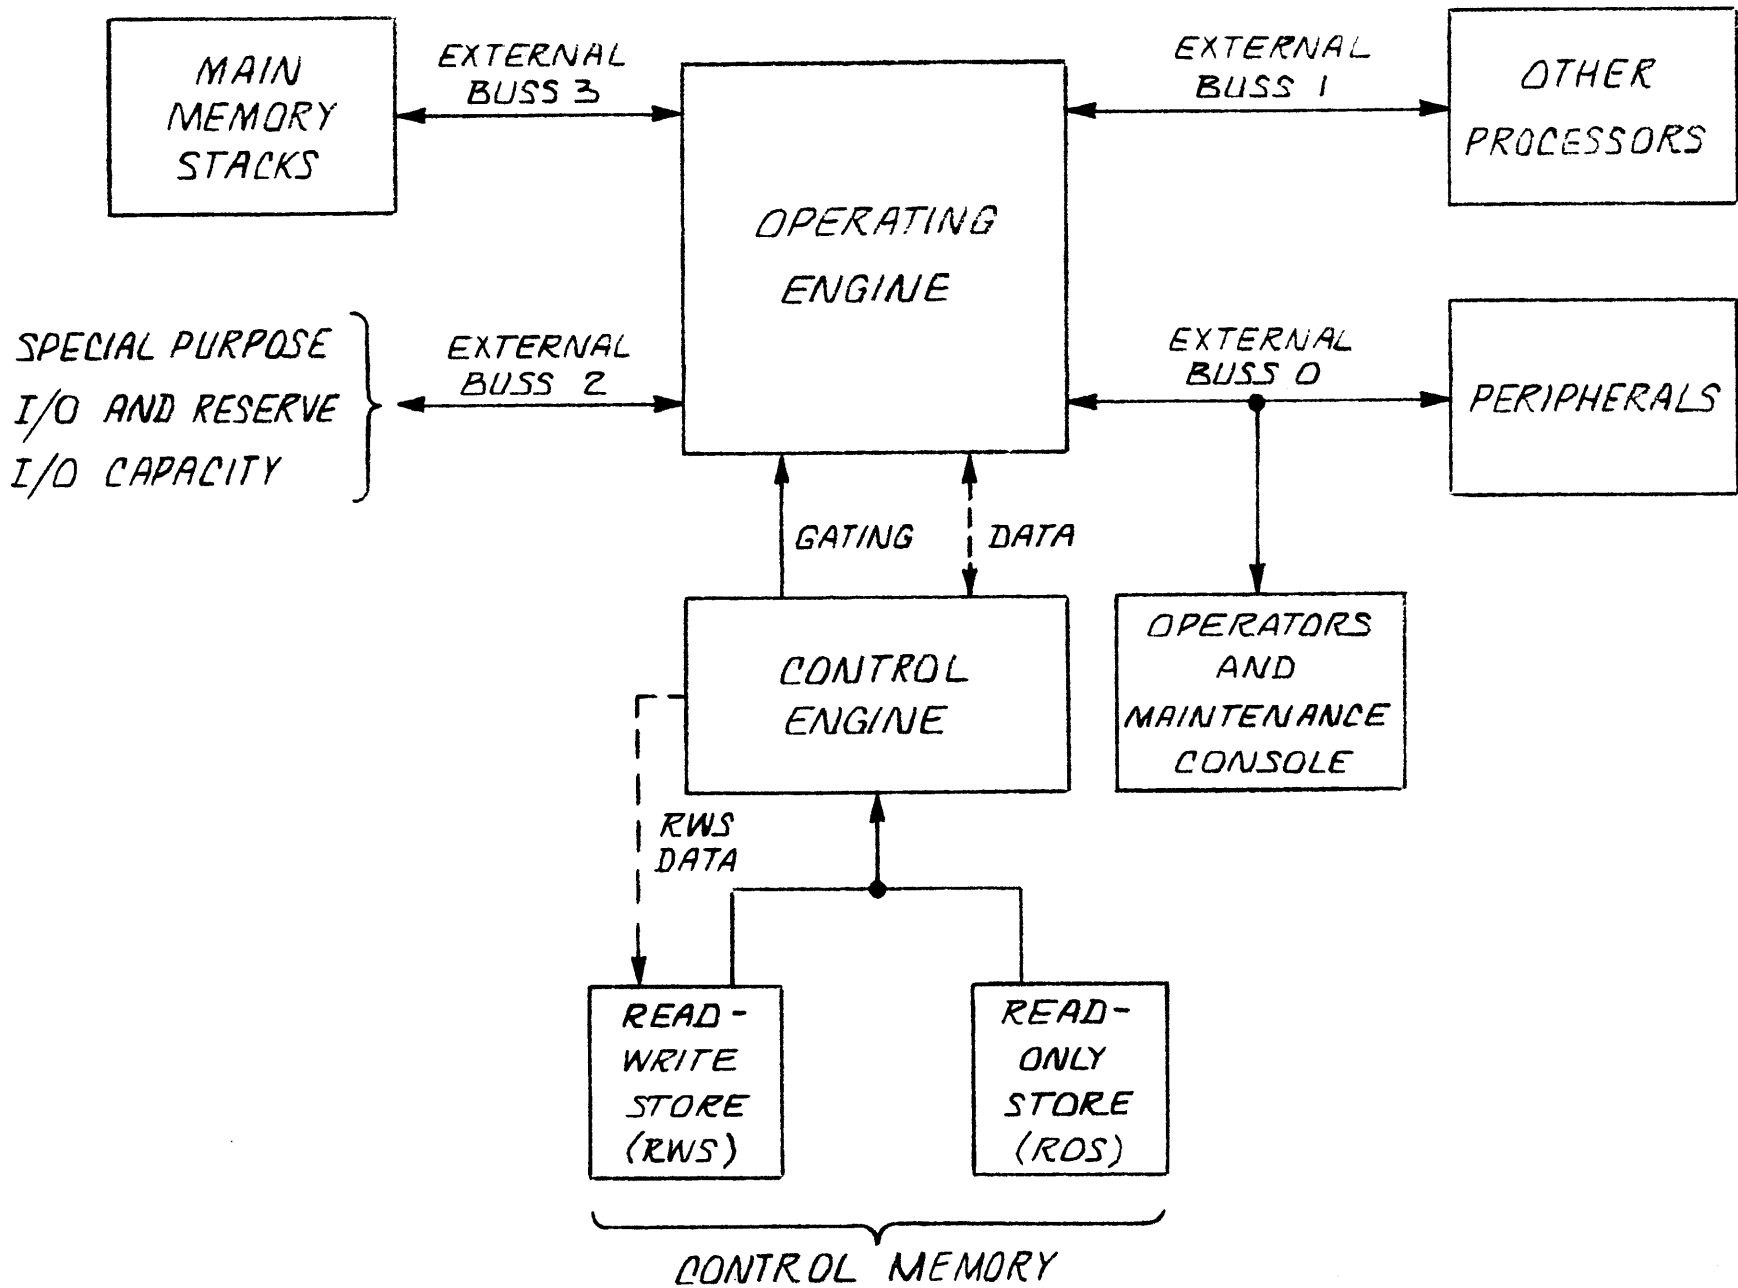 MAIN
MEMORY
STACKS
EXTERNAL
BUSS 3
EXTERNAL
BUSS 1
OTHER
PROCESSORS
OPERATING
ENGINE
SPECIAL PURPOSE
I/O AND RESERVE
I/O CAPACITY
EXTERNAL
BUSS 2
EXTERNAL
BUSS 0
PERIPHERALS
GATING
DATA
CONTROL
ENGINE
OPERATORS
AND
MAINTENANCE
CONSOLE
RWS
DATA
READ-
WRITE
STORE
(RWS)
READ-
ONLY
STORE
(ROS)
CONTROL MEMORY